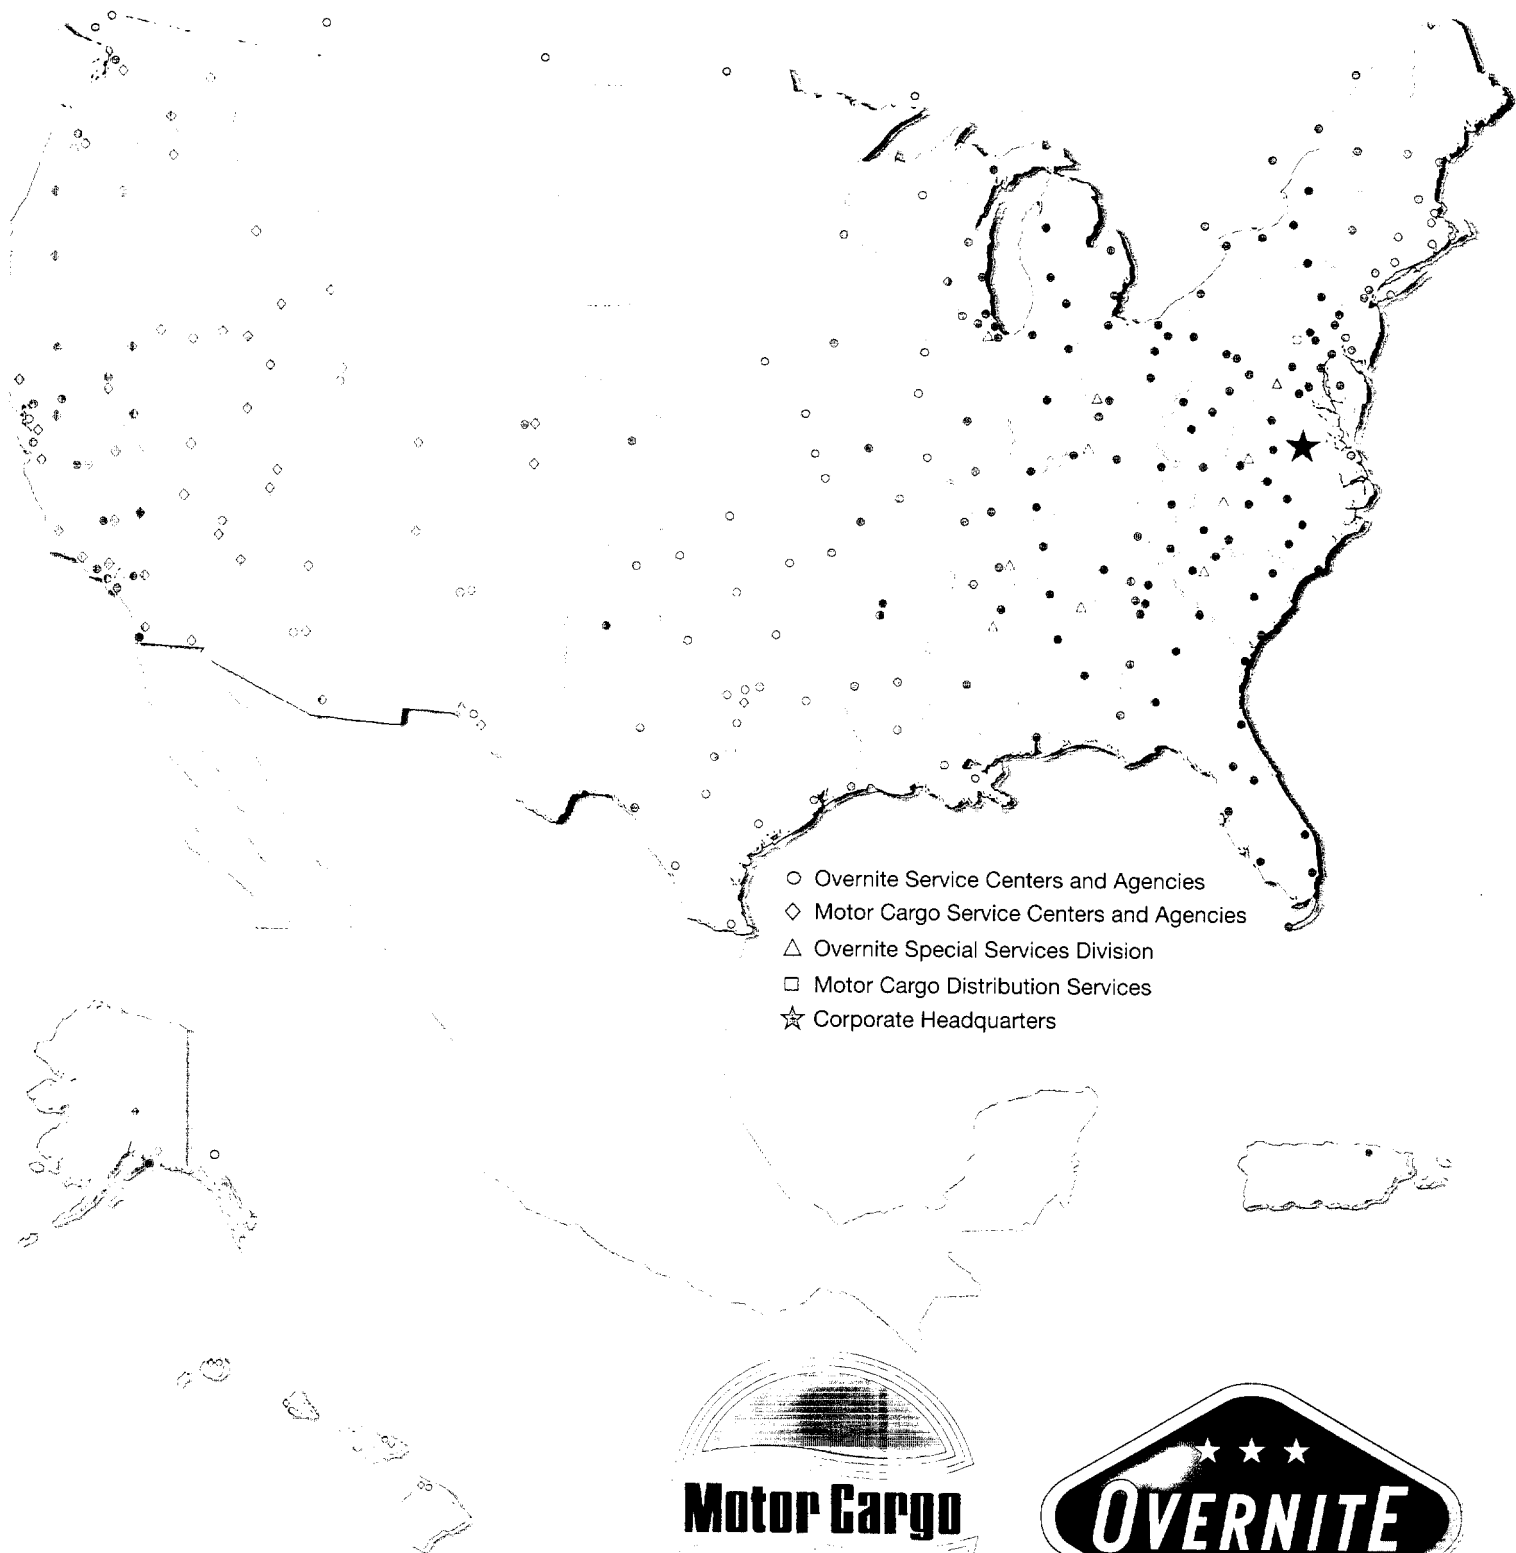 Overnite Service Centers and Agencies
Motor Cargo Service Centers and Agencies
Overnite Special Services Division
Motor Cargo Distribution Services
Corporate Headquarters
Motor Cargo
OVERNITE